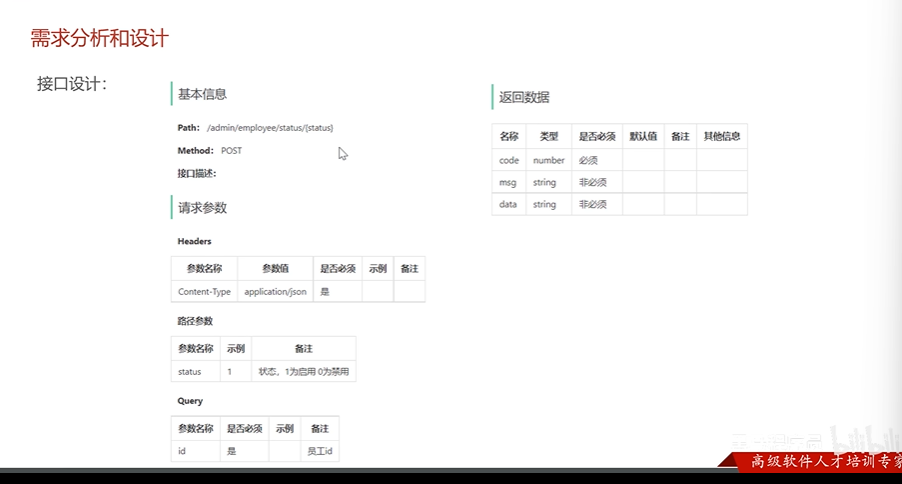 需求分析和设计
接口设计：
基本信息
Path： /admin/employee/status/{status}
Method： POST
接口描述：
请求参数
Headers
参数名称 参数值 是否必须 示例 备注
Content-Type application/json 是
路径参数
参数名称 示例 备注
status 1 状态，1为启用 0为禁用
Query
参数名称 是否必须 示例 备注
id 是 员工id
返回数据
名称 类型 是否必须 默认值 备注 其他信息
code number 必须
msg string 非必须
data string 非必须
bilibili
高级软件人才培训专家